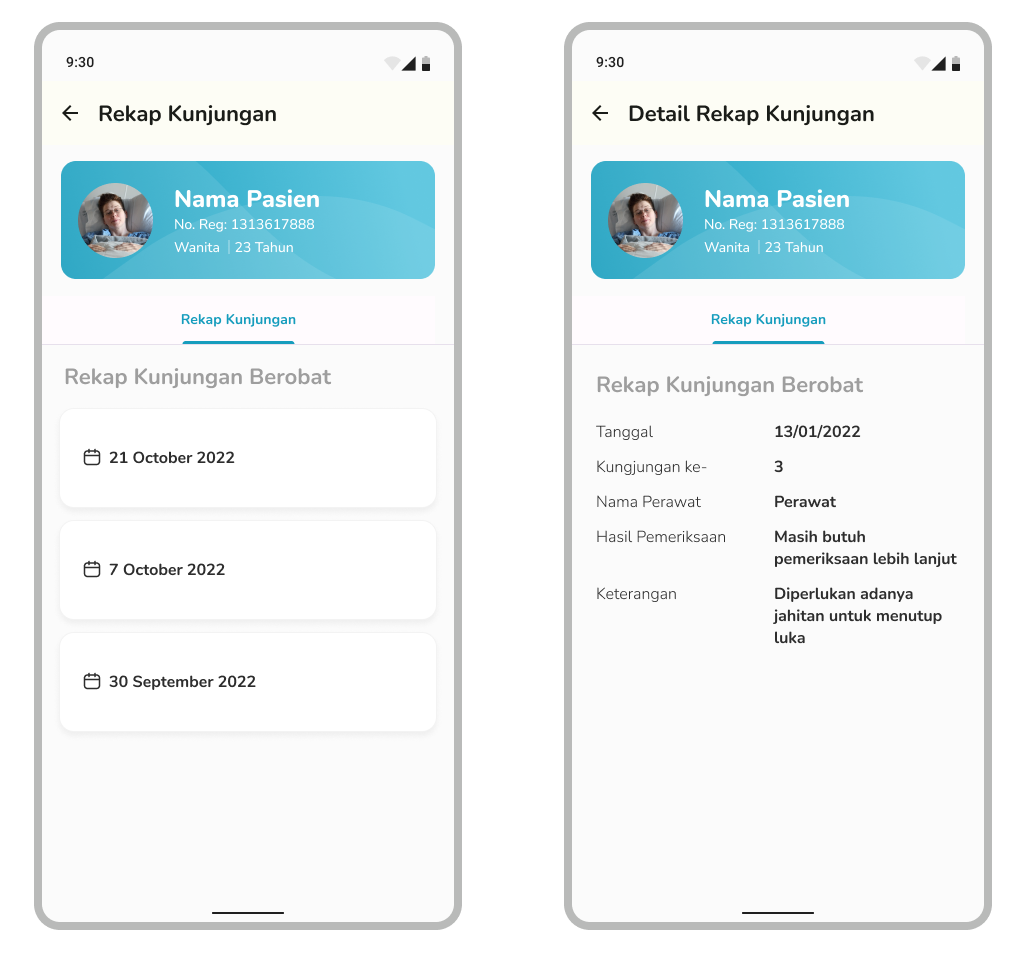 9:30
Rekap Kunjungan
Nama Pasien
No. Reg: 1313617888
Wanita | 23 Tahun
Rekap Kunjungan
Rekap Kunjungan Berobat
21 October 2022
7 October 2022
30 September 2022
9:30
Detail Rekap Kunjungan
Nama Pasien
No. Reg: 1313617888
Wanita | 23 Tahun
Rekap Kunjungan
Rekap Kunjungan Berobat
Tanggal 13/01/2022
Kungjungan ke- 3
Nama Perawat Perawat
Hasil Pemeriksaan Masih butuh
pemeriksaan lebih lanjut
Keterangan Diperlukan adanya
jahitan untuk menutup
luka